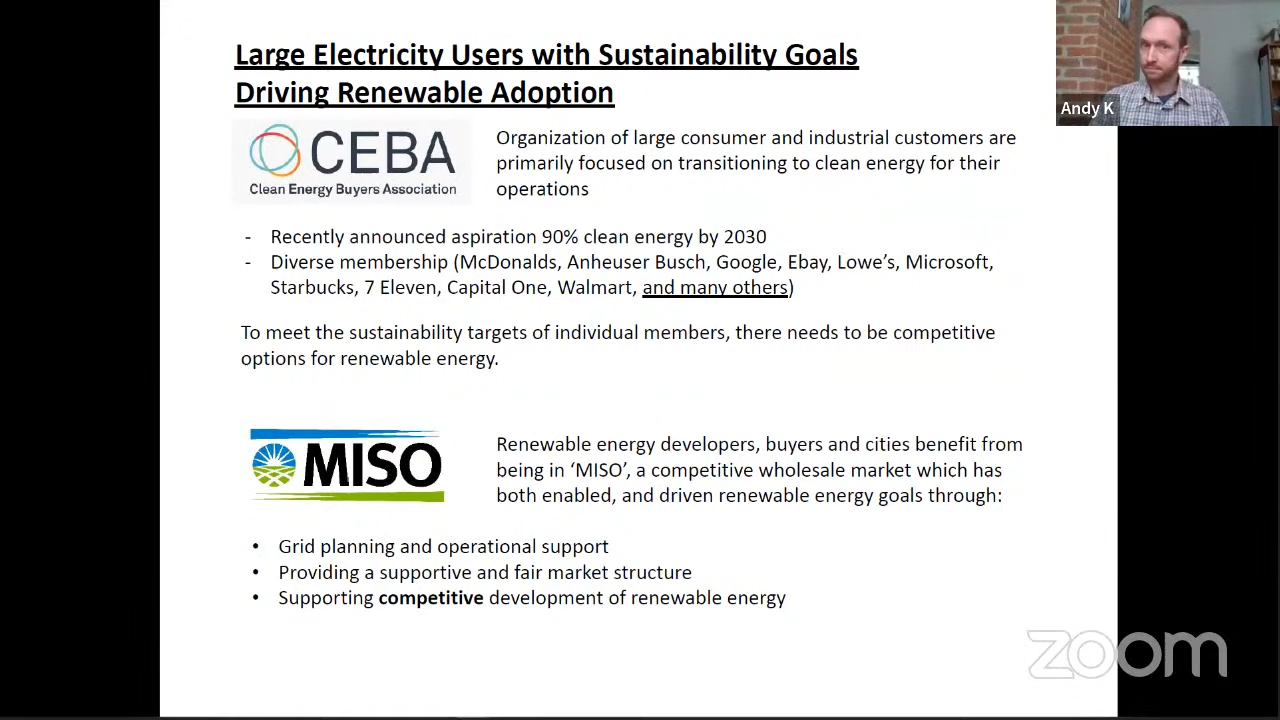 Large Electricity Users with Sustainability Goals
Driving Renewable Adoption
Andy K
CEBA
Clean Energy Buyers Association
Organization of large consumer and industrial customers are
primarily focused on transitioning to clean energy for their
operations
- Recently announced aspiration 90% clean energy by 2030
- Diverse membership (McDonalds, Anheuser Busch, Google, Ebay, Lowe's, Microsoft,
Starbucks, 7 Eleven, Capital One, Walmart, and many others)
To meet the sustainability targets of individual members, there needs to be competitive
options for renewable energy.
MISO
Renewable energy developers, buyers and cities benefit from
being in ‘MISO’, a competitive wholesale market which has
both enabled, and driven renewable energy goals through:
• Grid planning and operational support
• Providing a supportive and fair market structure
• Supporting competitive development of renewable energy
zoom